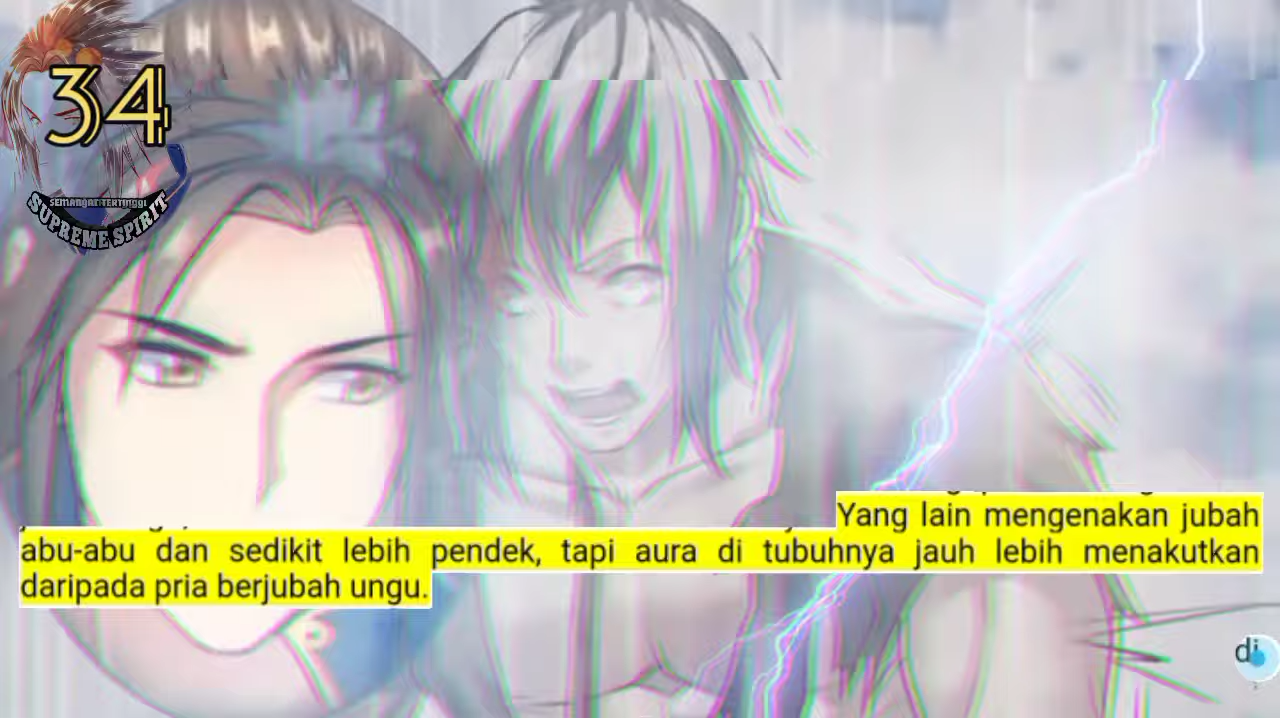 34
SEMANGAT TERTINGGI
SUPREME SPIRIT
Yang lain mengenakan jubah
abu-abu dan sedikit lebih pendek, tapi aura di tubuhnya jauh lebih menakutkan
daripada pria berjubah ungu.
di